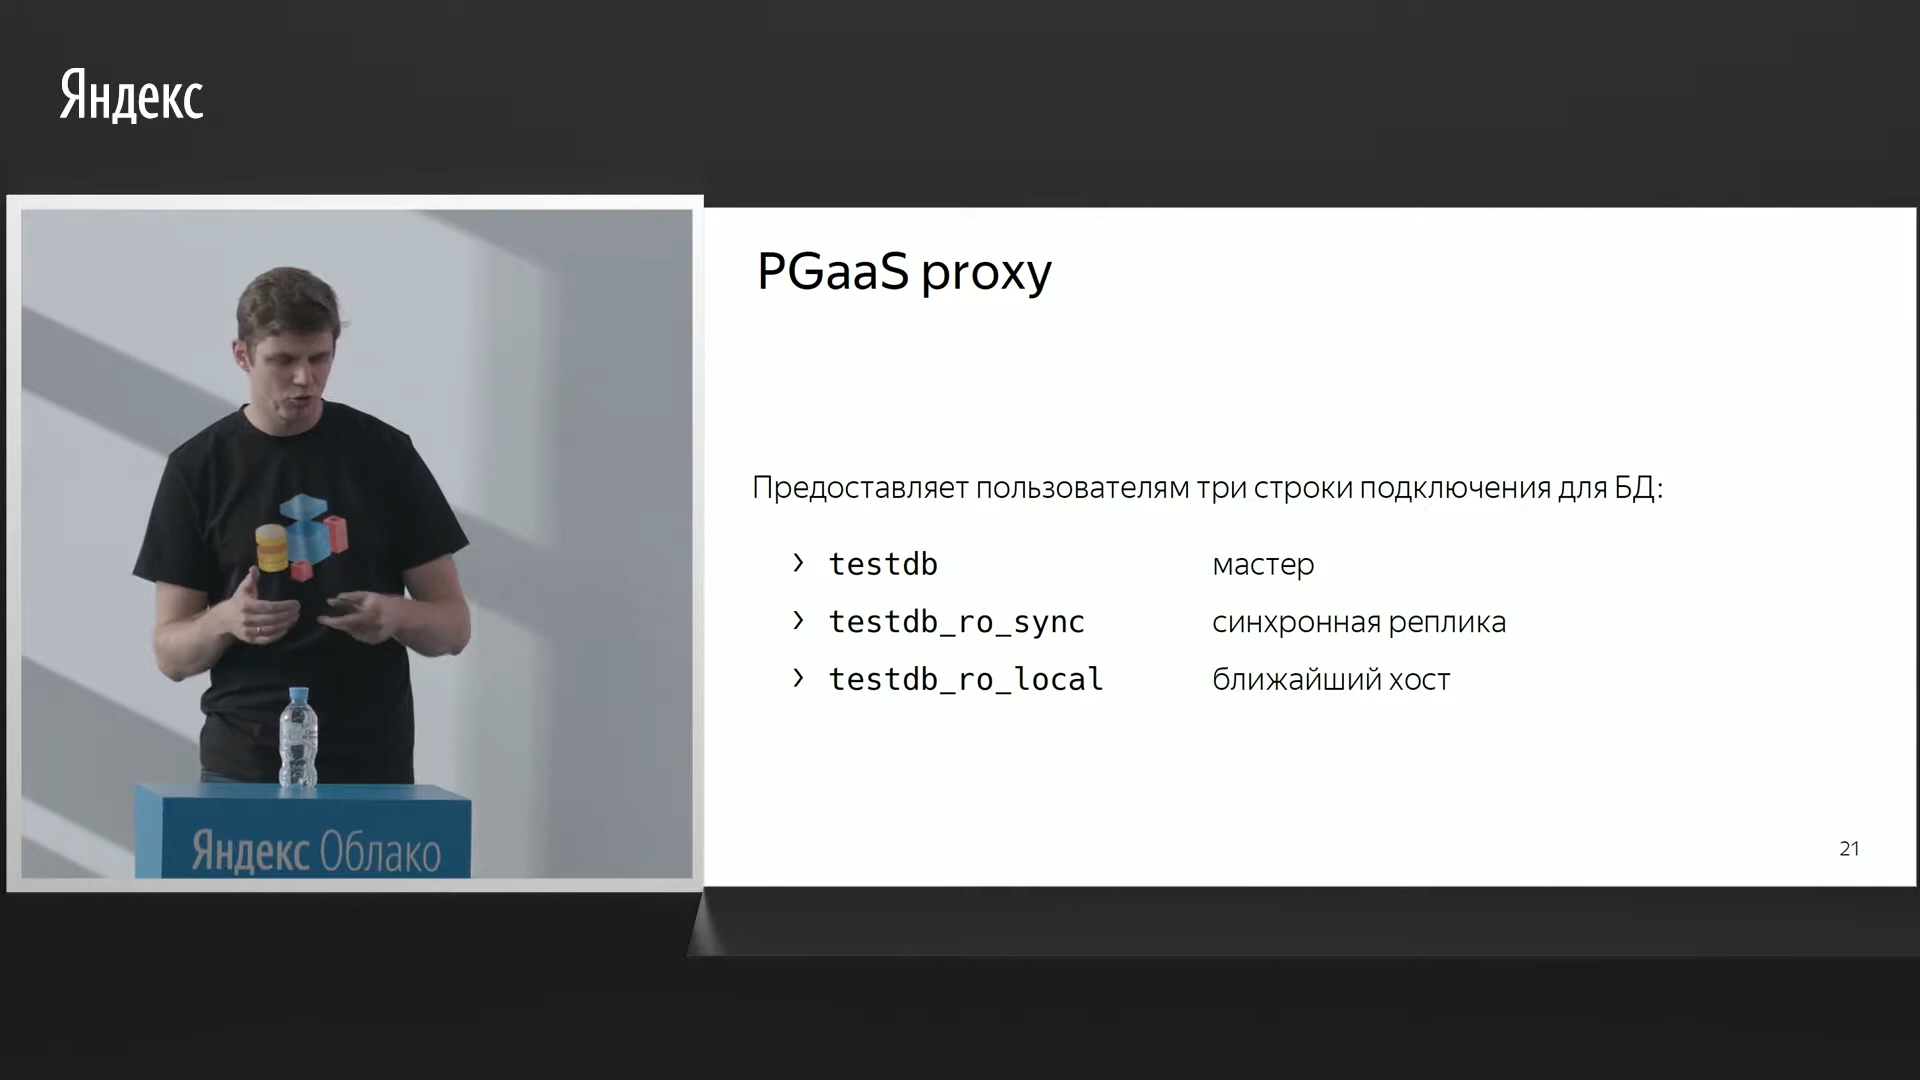 Яндекс
PGaaS proxy
Предоставляет пользователям три строки подключения для БД:
› testdb мастер
› testdb_ro_sync синхронная реплика
› testdb_ro_local ближайший хост
21
Яндекс Облако